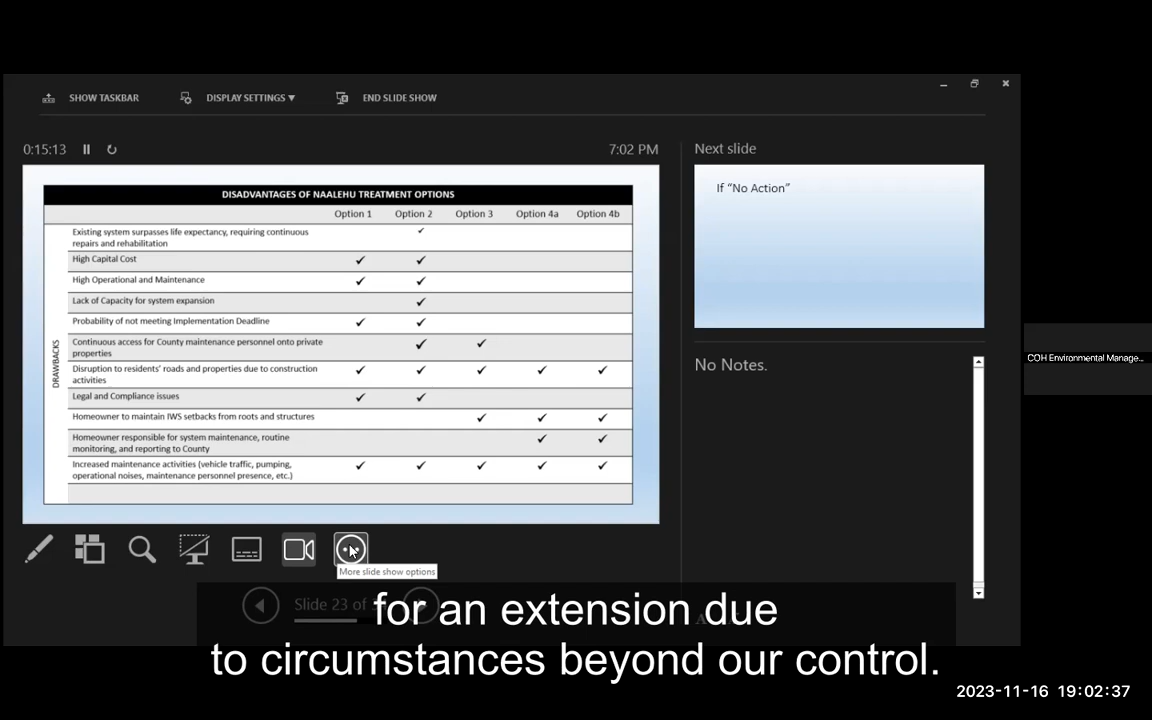 SHOW TASKBAR DISPLAY SETTINGS ▾ END SLIDE SHOW
0:15:13 7:02 PM Next slide
DISADVANTAGES OF NAALEHU TREATMENT OPTIONS
Option 1 Option 2 Option 3 Option 4a Option 4b
DRAWBACKS
Existing system surpasses life expectancy, requiring continuous
repairs and rehabilitation ✓
High Capital Cost ✓ ✓
High Operational and Maintenance ✓ ✓
Lack of Capacity for system expansion ✓
Probability of not meeting Implementation Deadline ✓ ✓
Continuous access for County maintenance personnel onto private
properties ✓ ✓
Disruption to residents' roads and properties due to construction
activities ✓ ✓ ✓ ✓ ✓
Legal and Compliance issues ✓ ✓
Homeowner to maintain IWS setbacks from roots and structures ✓ ✓ ✓
Homeowner responsible for system maintenance, routine
monitoring, and reporting to County ✓ ✓
Increased maintenance activities (vehicle traffic, pumping,
operational noises, maintenance personnel presence, etc.) ✓ ✓ ✓ ✓ ✓
If "No Action"
No Notes.
COH Environmental Manage...
More slide show options
Slide 23 of
for an extension due
to circumstances beyond our control.
2023-11-16 19:02:37